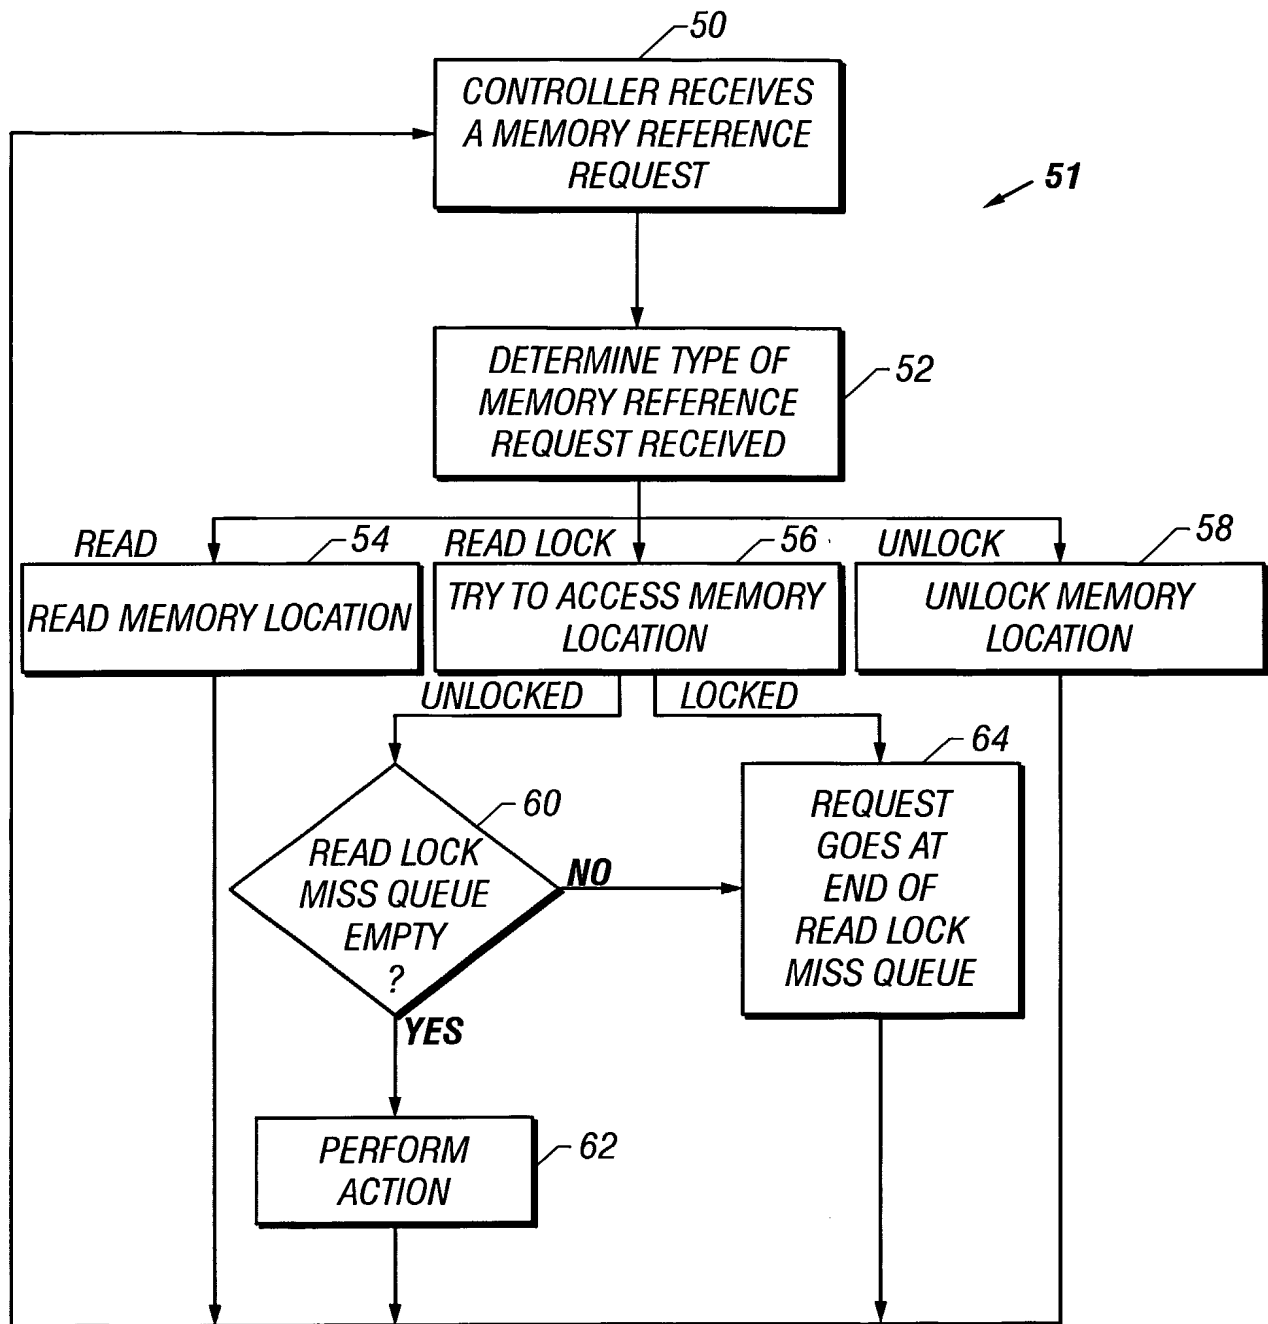 50
CONTROLLER RECEIVES
A MEMORY REFERENCE
REQUEST
51
DETERMINE TYPE OF
MEMORY REFERENCE
REQUEST RECEIVED
52
READ
54
READ LOCK
56
UNLOCK
58
READ MEMORY LOCATION
TRY TO ACCESS MEMORY
LOCATION
UNLOCK MEMORY
LOCATION
UNLOCKED
LOCKED
60
READ LOCK
MISS QUEUE
EMPTY
?
NO
YES
64
REQUEST
GOES AT
END OF
READ LOCK
MISS QUEUE
PERFORM
ACTION
62